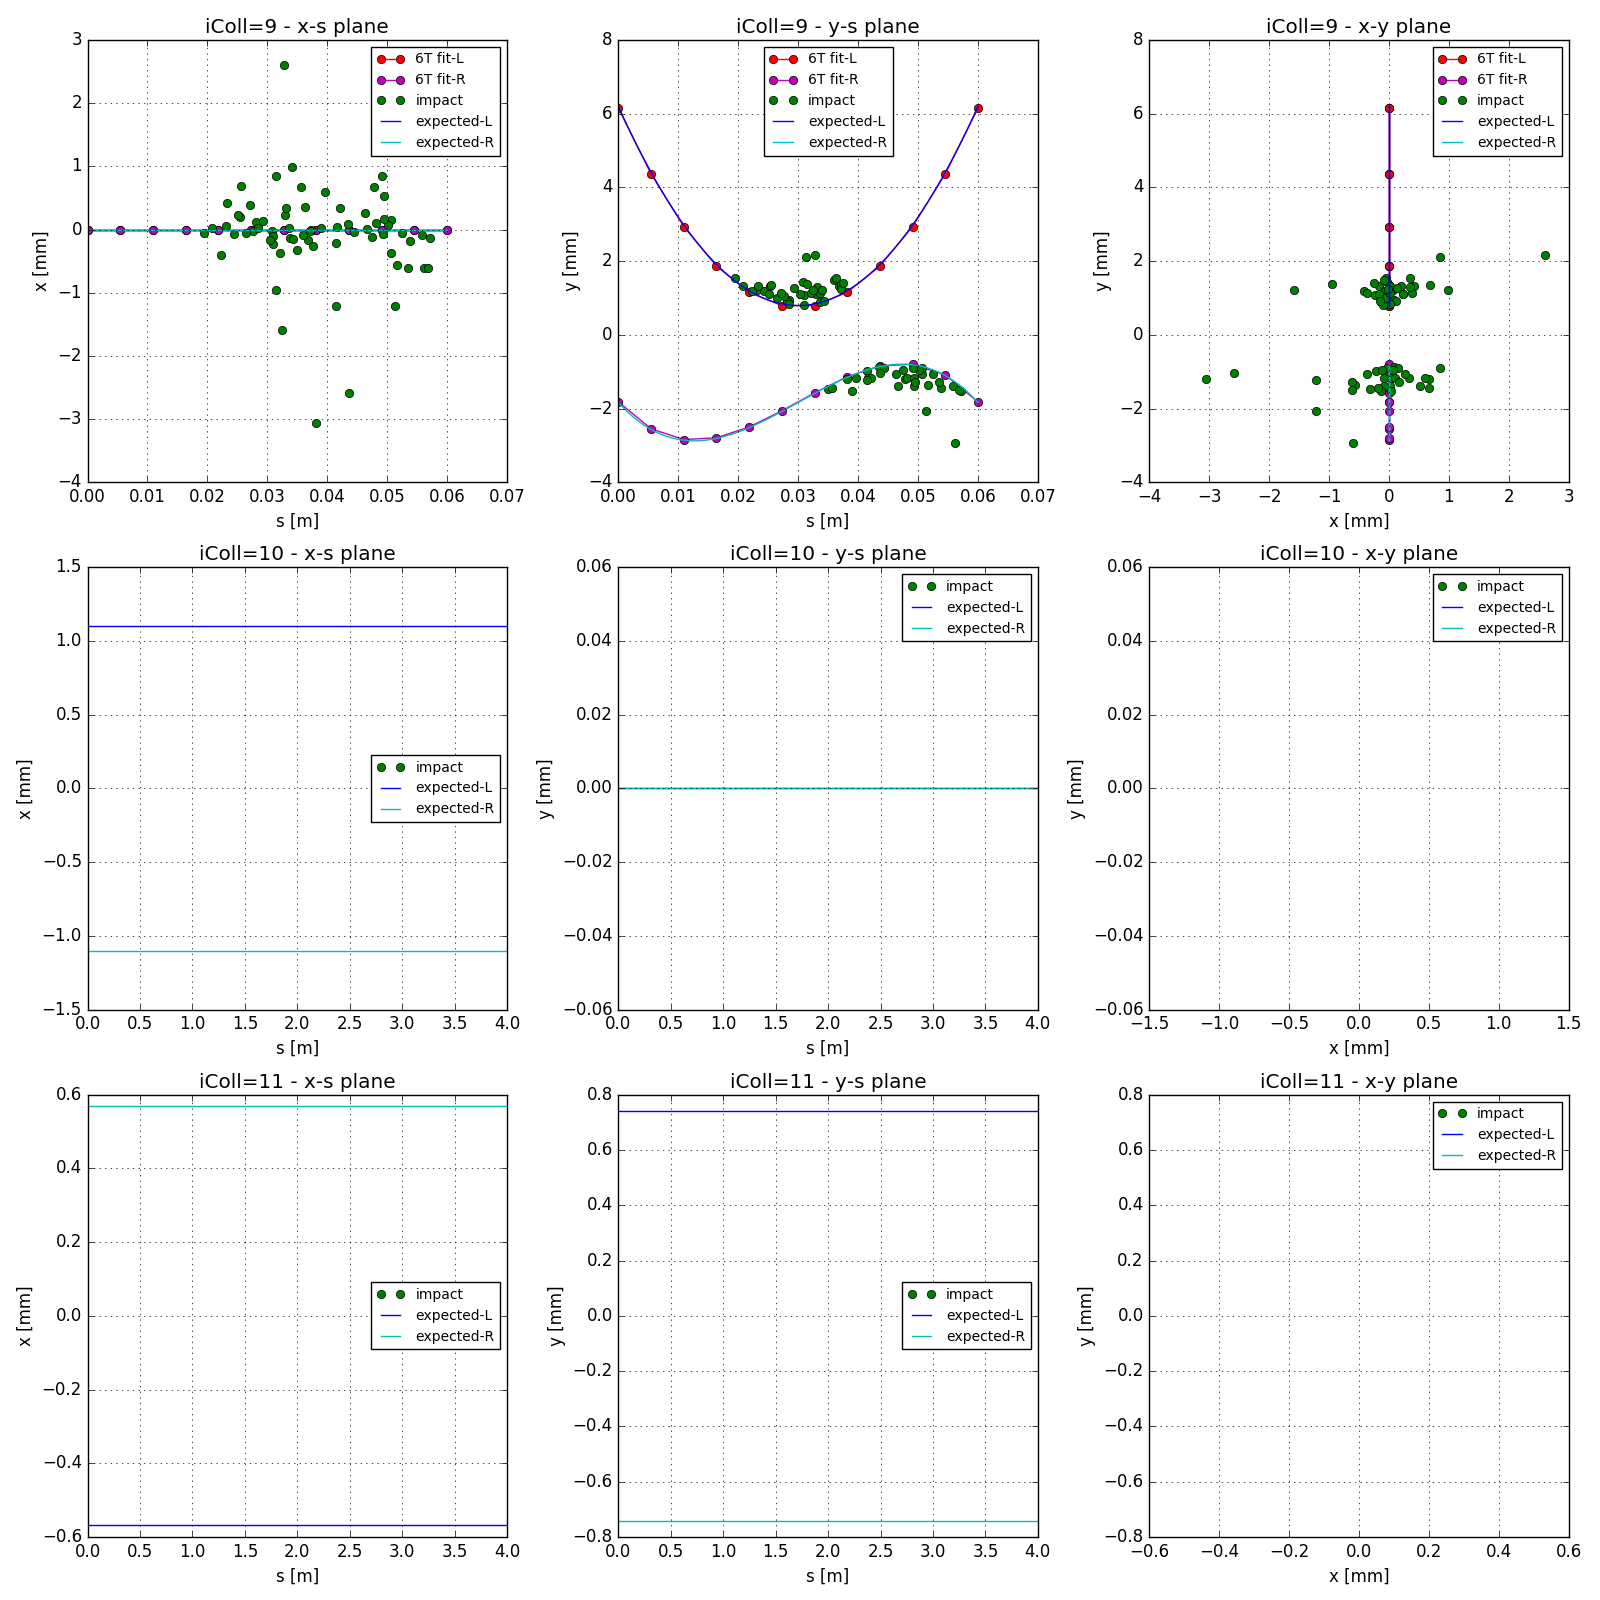 iColl=9 - x-s plane
3
2
1
0
−1
−2
−3
−4
x [mm]
0.00 0.01 0.02 0.03 0.04 0.05 0.06 0.07
s [m]
6T fit-L
6T fit-R
impact
expected-L
expected-R
iColl=9 - y-s plane
8
6
4
2
0
−2
−4
y [mm]
0.00 0.01 0.02 0.03 0.04 0.05 0.06 0.07
s [m]
6T fit-L
6T fit-R
impact
expected-L
expected-R
iColl=9 - x-y plane
8
6
4
2
0
−2
−4
y [mm]
−4 −3 −2 −1 0 1 2 3
x [mm]
6T fit-L
6T fit-R
impact
expected-L
expected-R
iColl=10 - x-s plane
1.5
1.0
0.5
0.0
−0.5
−1.0
−1.5
x [mm]
0.0 0.5 1.0 1.5 2.0 2.5 3.0 3.5 4.0
s [m]
impact
expected-L
expected-R
iColl=10 - y-s plane
0.06
0.04
0.02
0.00
−0.02
−0.04
−0.06
y [mm]
0.0 0.5 1.0 1.5 2.0 2.5 3.0 3.5 4.0
s [m]
impact
expected-L
expected-R
iColl=10 - x-y plane
0.06
0.04
0.02
0.00
−0.02
−0.04
−0.06
y [mm]
−1.5 −1.0 −0.5 0.0 0.5 1.0 1.5
x [mm]
impact
expected-L
expected-R
iColl=11 - x-s plane
0.6
0.4
0.2
0.0
−0.2
−0.4
−0.6
x [mm]
0.0 0.5 1.0 1.5 2.0 2.5 3.0 3.5 4.0
s [m]
impact
expected-L
expected-R
iColl=11 - y-s plane
0.8
0.6
0.4
0.2
0.0
−0.2
−0.4
−0.6
−0.8
y [mm]
0.0 0.5 1.0 1.5 2.0 2.5 3.0 3.5 4.0
s [m]
impact
expected-L
expected-R
iColl=11 - x-y plane
0.8
0.6
0.4
0.2
0.0
−0.2
−0.4
−0.6
−0.8
y [mm]
−0.6 −0.4 −0.2 0.0 0.2 0.4 0.6
x [mm]
impact
expected-L
expected-R